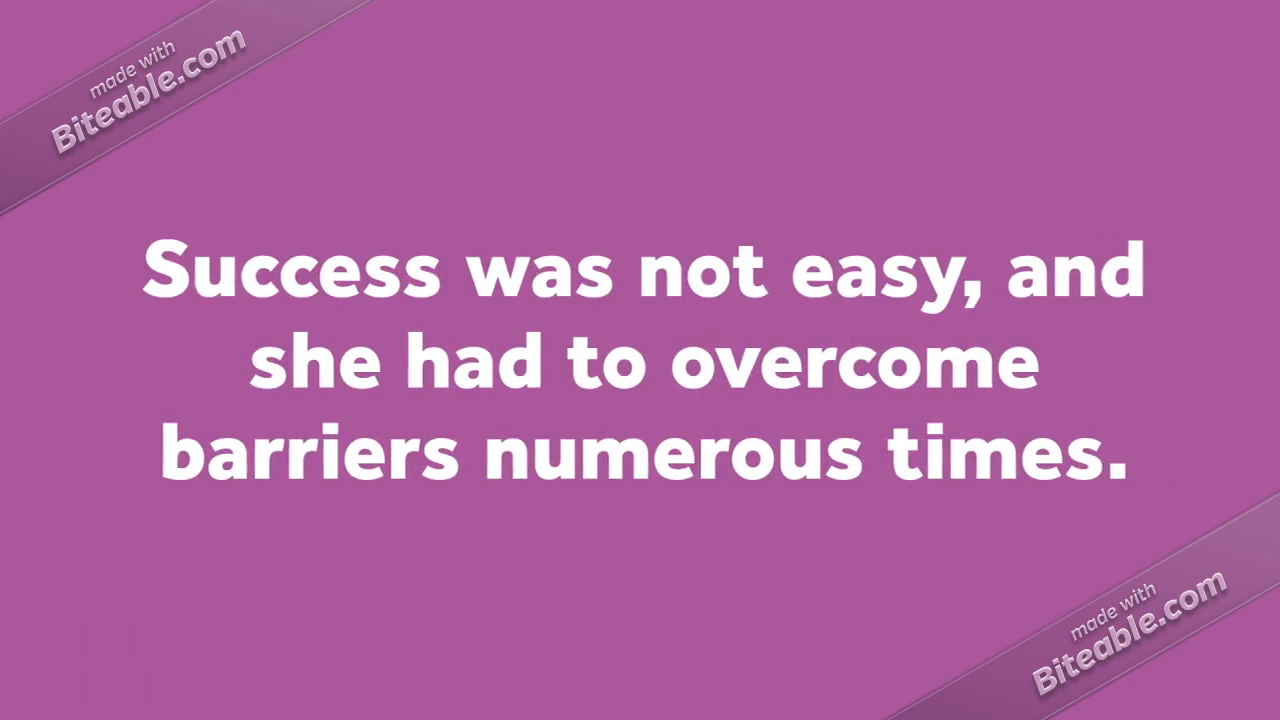 made with
Biteable.com
Success was not easy, and
she had to overcome
barriers numerous times.
made with
Biteable.com